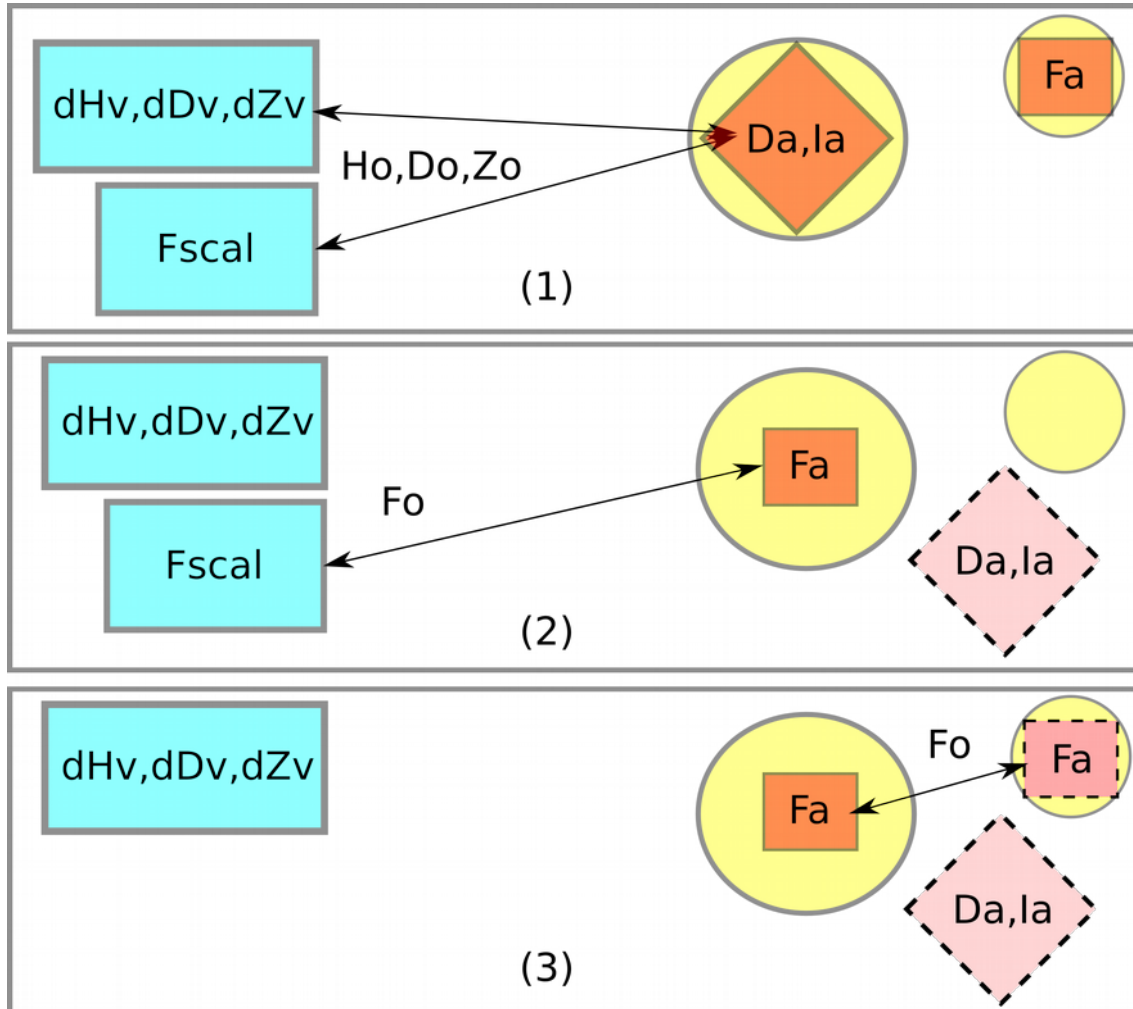 dHv,dDv,dZv
Da,Ia
Fa
Ho,Do,Zo
Fscal
(1)
dHv,dDv,dZv
Fa
Fo
Da,Ia
Fscal
(2)
dHv,dDv,dZv
Fo
Fa
Fa
Da,Ia
(3)